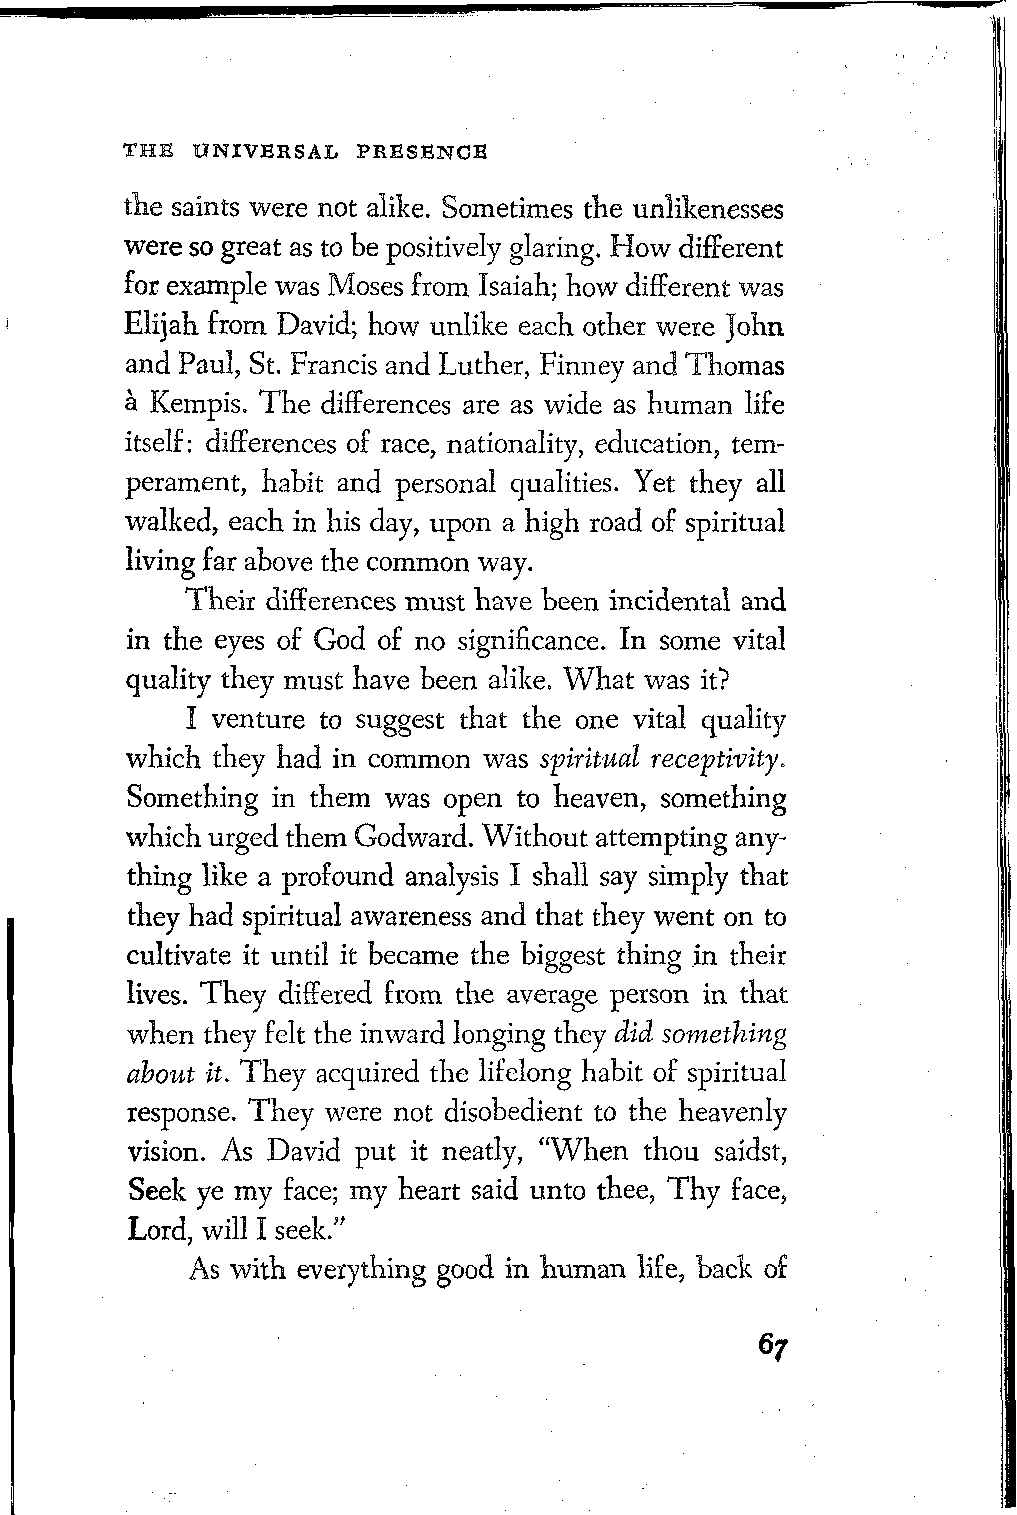 THE UNIVERSAL PRESENCE
the saints were not alike. Sometimes the unlikenesses
were so great as to be positively glaring. How different
for example was Moses from Isaiah; how different was
Elijah from David; how unlike each other were John
and Paul, St. Francis and Luther, Finney and Thomas
à Kempis. The differences are as wide as human life
itself: differences of race, nationality, education, tem-
perament, habit and personal qualities. Yet they all
walked, each in his day, upon a high road of spiritual
living far above the common way.
Their differences must have been incidental and
in the eyes of God of no significance. In some vital
quality they must have been alike. What was it?
I venture to suggest that the one vital quality
which they had in common was spiritual receptivity.
Something in them was open to heaven, something
which urged them Godward. Without attempting any-
thing like a profound analysis I shall say simply that
they had spiritual awareness and that they went on to
cultivate it until it became the biggest thing in their
lives. They differed from the average person in that
when they felt the inward longing they did something
about it. They acquired the lifelong habit of spiritual
response. They were not disobedient to the heavenly
vision. As David put it neatly, “When thou saidst,
Seek ye my face; my heart said unto thee, Thy face,
Lord, will I seek.”
As with everything good in human life, back of
67